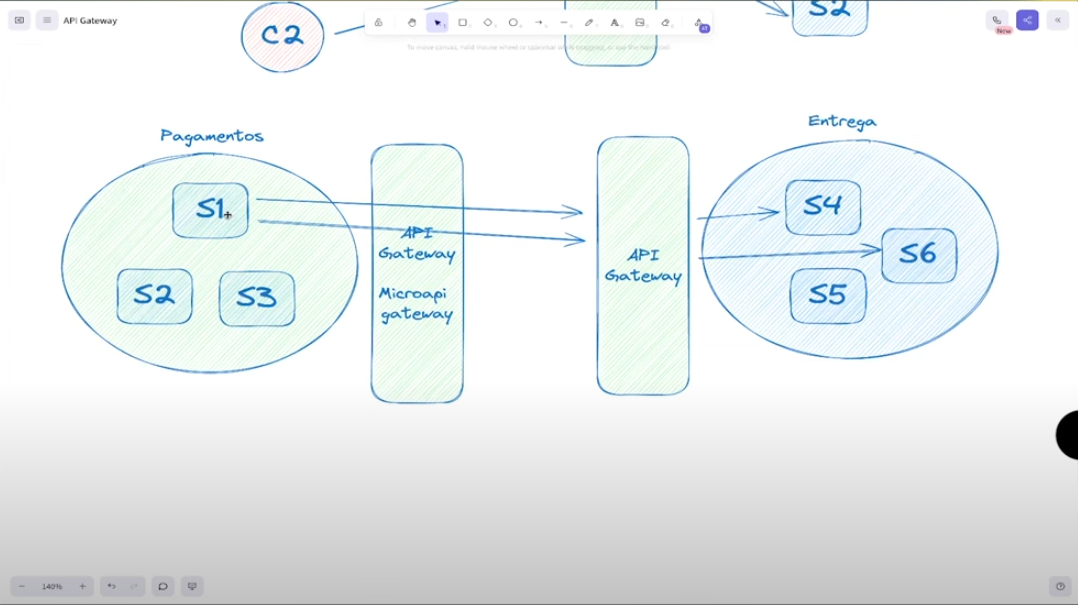 API Gateway
C2
S2
To move canvas, hold mouse wheel or spacebar while dragging, or use the hand tool
New
Pagamentos
S1
S2
S3
API
Gateway
Microapi
gateway
API
Gateway
Entrega
S4
S6
S5
140%